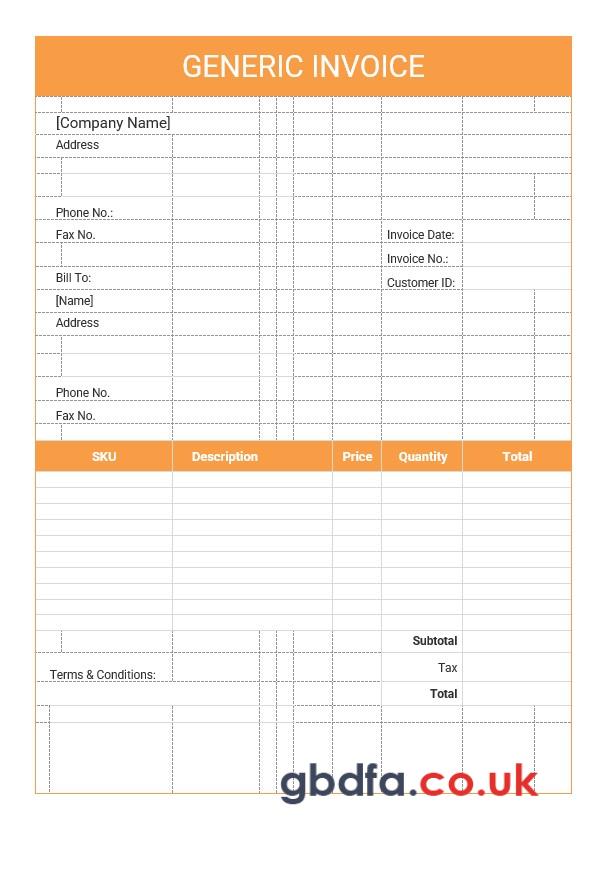 GENERIC INVOICE
[Company Name]
Address
Phone No.:
Fax No.
Invoice Date:
Invoice No.:
Bill To:
Customer ID:
[Name]
Address
Phone No.
Fax No.
SKU Description Price Quantity Total
Subtotal
Terms & Conditions:
Tax
Total
gbdfa.co.uk